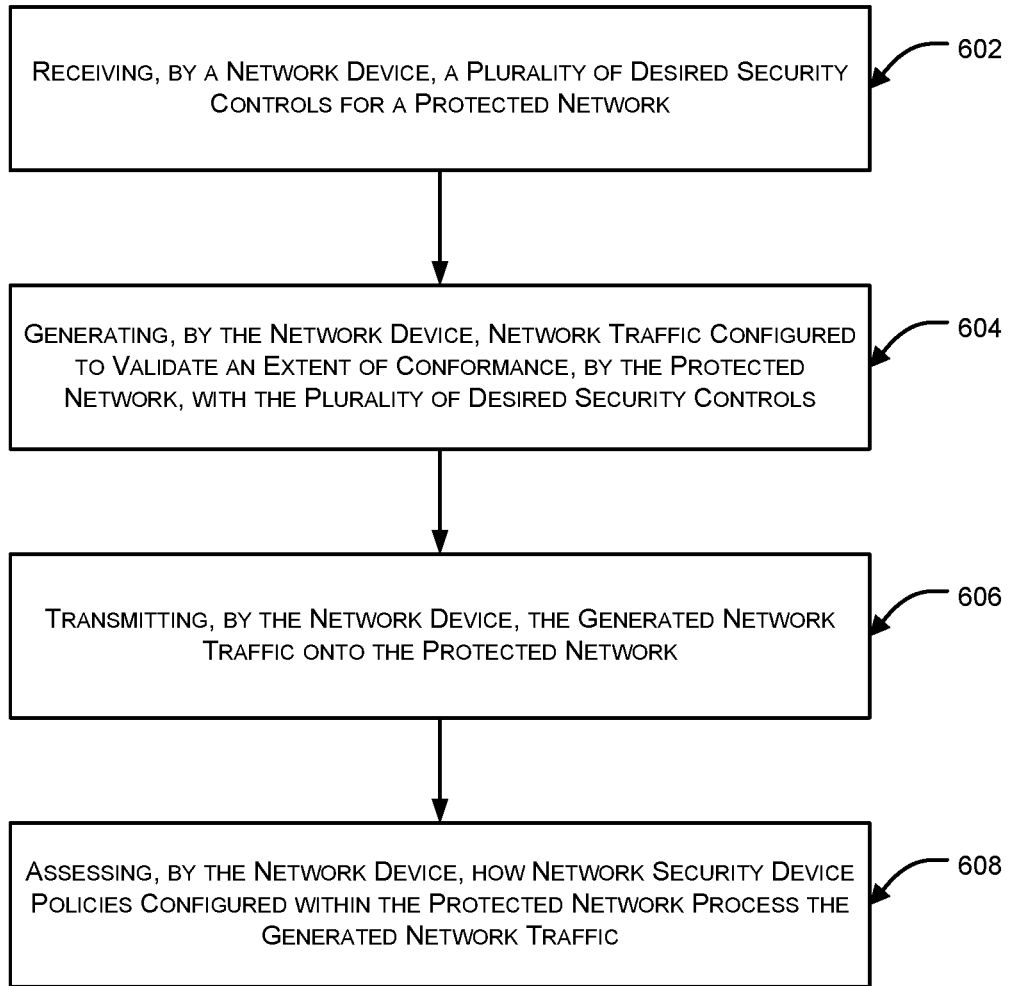 RECEIVING, BY A NETWORK DEVICE, A PLURALITY OF DESIRED SECURITY
CONTROLS FOR A PROTECTED NETWORK
602
GENERATING, BY THE NETWORK DEVICE, NETWORK TRAFFIC CONFIGURED
TO VALIDATE AN EXTENT OF CONFORMANCE, BY THE PROTECTED
NETWORK, WITH THE PLURALITY OF DESIRED SECURITY CONTROLS
604
TRANSMITTING, BY THE NETWORK DEVICE, THE GENERATED NETWORK
TRAFFIC ONTO THE PROTECTED NETWORK
606
ASSESSING, BY THE NETWORK DEVICE, HOW NETWORK SECURITY DEVICE
POLICIES CONFIGURED WITHIN THE PROTECTED NETWORK PROCESS THE
GENERATED NETWORK TRAFFIC
608